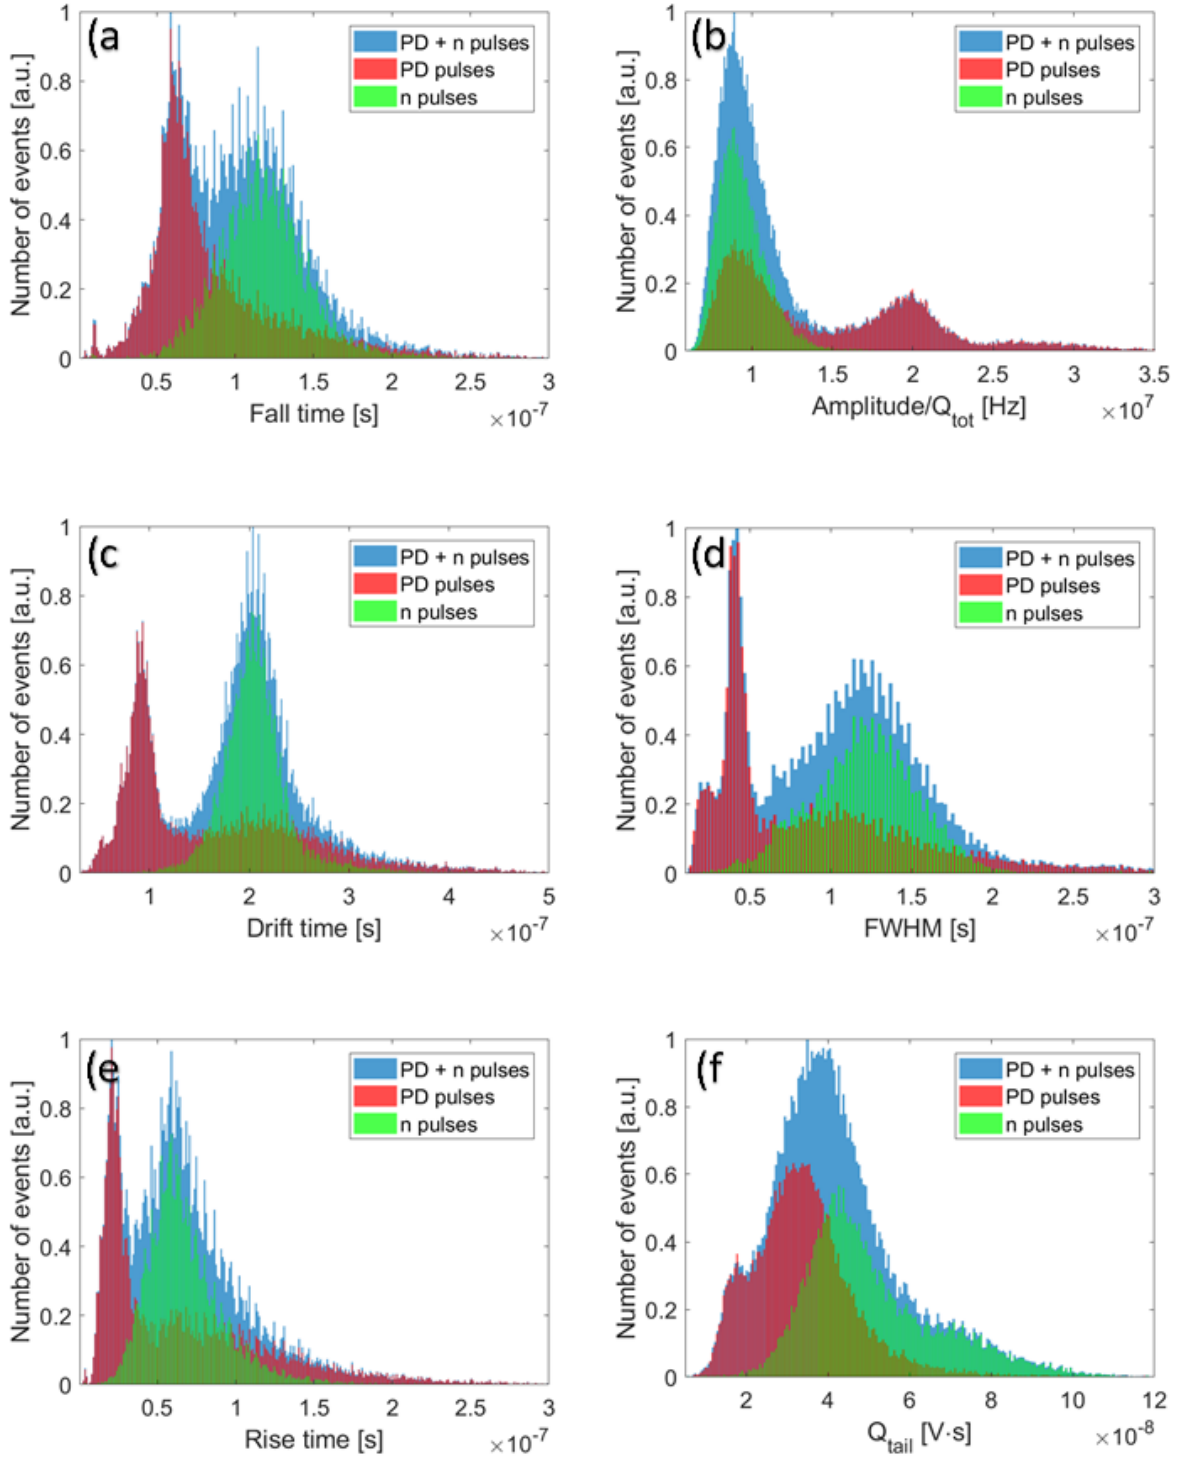 (a
PD + n pulses
PD pulses
n pulses
Number of events [a.u.]
1
0.8
0.6
0.4
0.2
0
0.5 1 1.5 2 2.5 3
Fall time [s]
×10-7
(b
PD + n pulses
PD pulses
n pulses
Number of events [a.u.]
1
0.8
0.6
0.4
0.2
0
1 1.5 2 2.5 3 3.5
Amplitude/Qtot [Hz]
×107
(c
PD + n pulses
PD pulses
n pulses
Number of events [a.u.]
1
0.8
0.6
0.4
0.2
0
1 2 3 4 5
Drift time [s]
×10-7
(d
PD + n pulses
PD pulses
n pulses
Number of events [a.u.]
1
0.8
0.6
0.4
0.2
0
0.5 1 1.5 2 2.5 3
FWHM [s]
×10-7
(e
PD + n pulses
PD pulses
n pulses
Number of events [a.u.]
1
0.8
0.6
0.4
0.2
0
0.5 1 1.5 2 2.5 3
Rise time [s]
×10-7
(f
PD + n pulses
PD pulses
n pulses
Number of events [a.u.]
1
0.8
0.6
0.4
0.2
0
2 4 6 8 10 12
Qtail [V·s]
×10-8